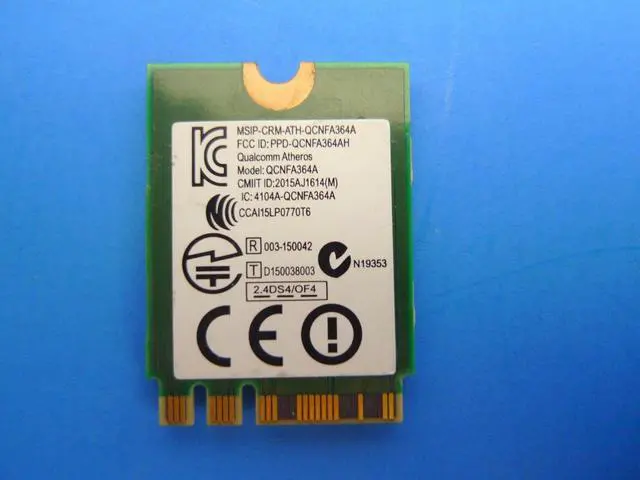 MSIP-CRM-ATH-QCNFA364A
FCC ID: PPD-QCNFA364AH
Qualcomm Atheros
Model: QCNFA364A
CMIIT ID:2015AJ1614(M)
IC: 4104A-QCNFA364A
CCAI15LP0770T6
R 003-150042
T D150038003
N19353
2.4DS4/OF4
CE